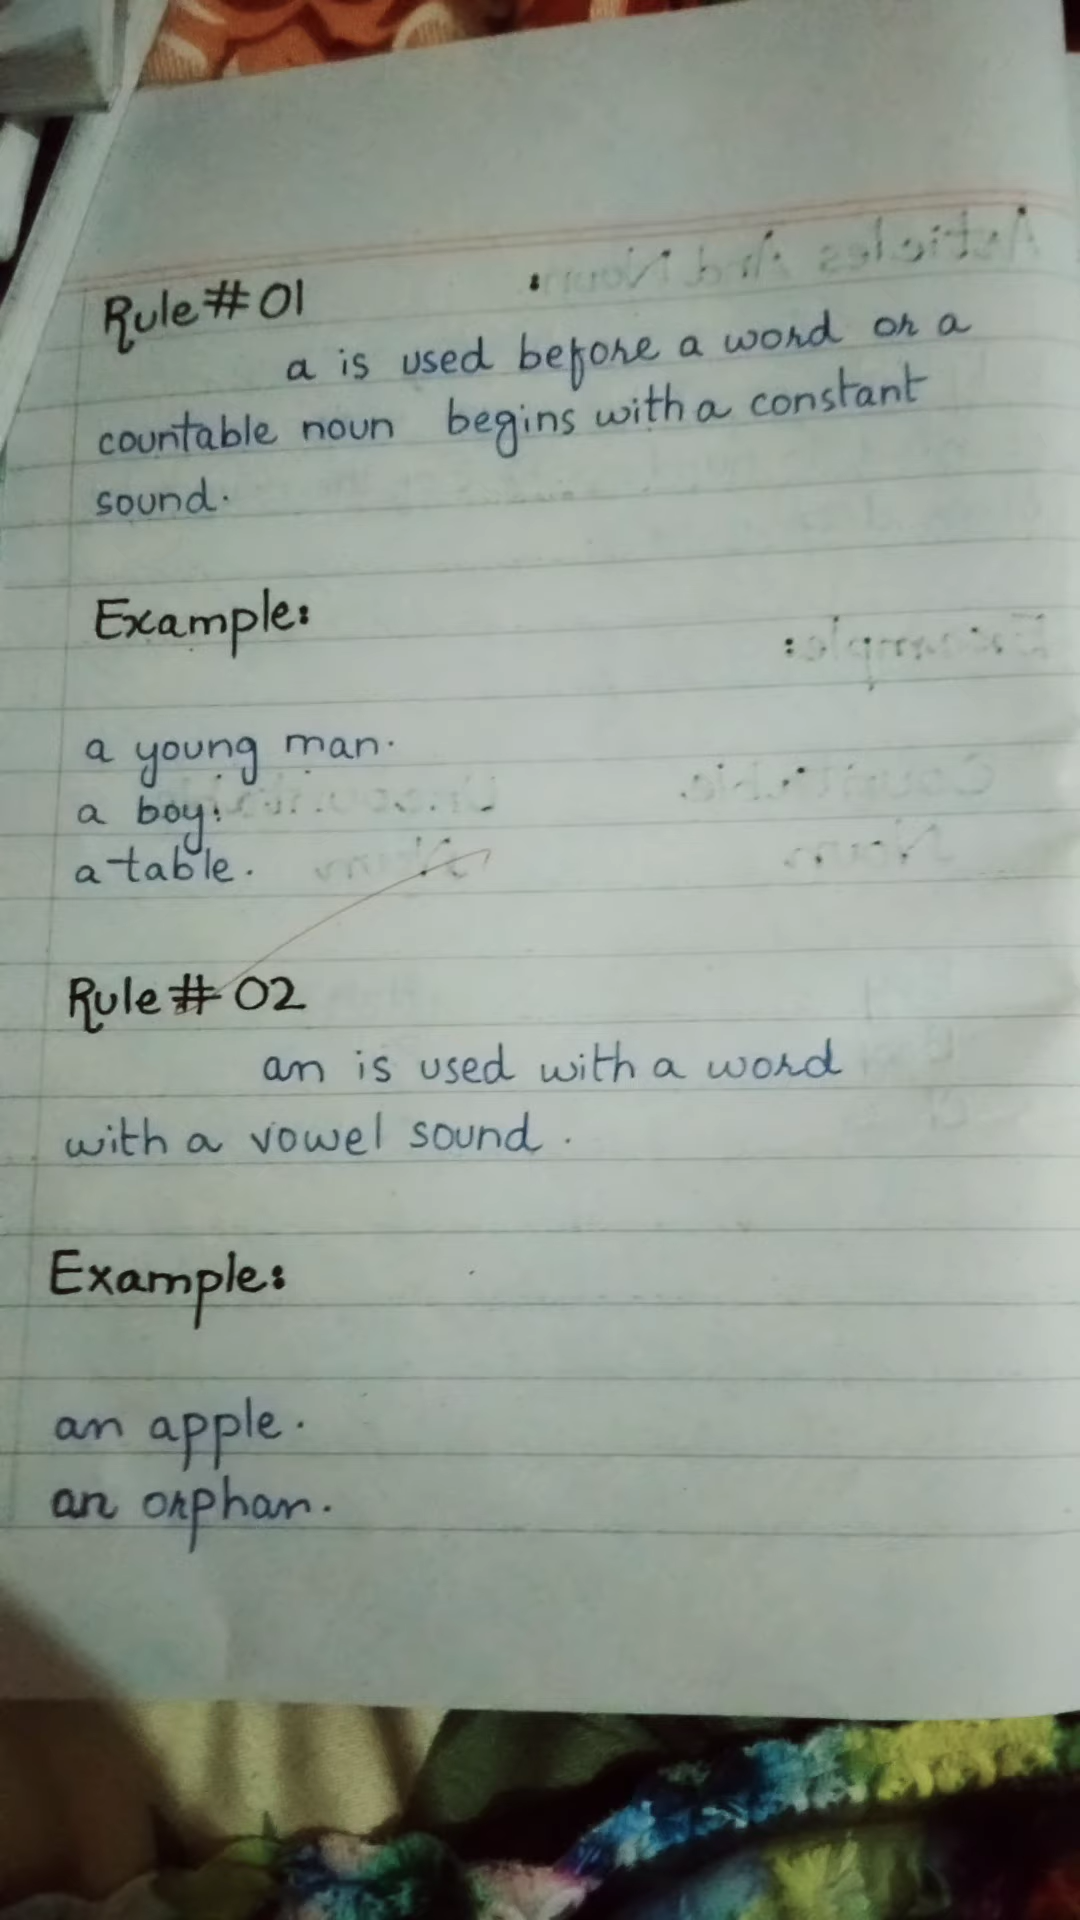 Rule # 01
a is used before a word or a
countable noun begins with a constant
sound.
Example:
a young man.
a boy.
a table.
Rule # 02
an is used with a word
with a vowel sound.
Example:
an apple.
an orphan.